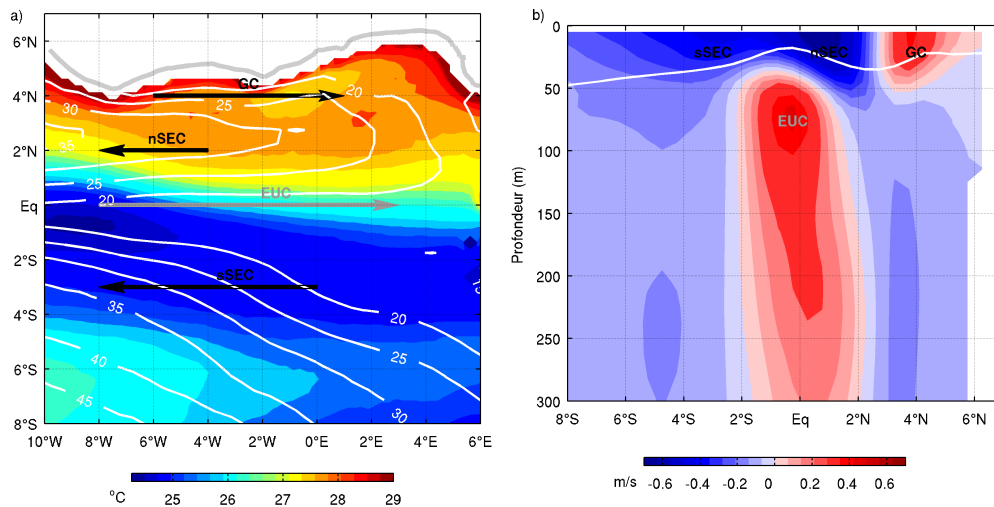 a)
6°N
4°N
2°N
Eq
2°S
4°S
6°S
8°S
10°W 8°W 6°W 4°W 2°W 0°E 2°E 4°E 6°E
GC
nSEC
EUC
sSEC
30
25
20
35
25
20
35
40
45
20
25
30
15
°C 25 26 27 28 29
b)
0
50
100
150
200
250
300
Profondeur (m)
8°S 6°S 4°S 2°S Eq 2°N 4°N 6°N
sSEC nSEC GC
EUC
m/s -0.6 -0.4 -0.2 0 0.2 0.4 0.6